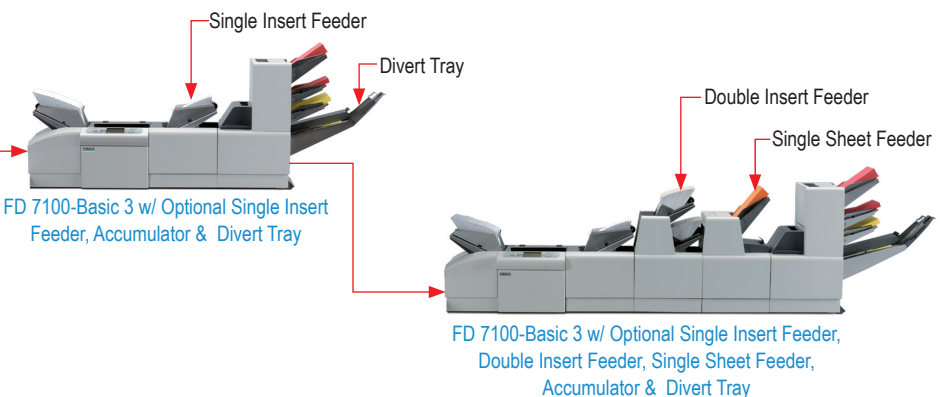 Single Insert Feeder
Divert Tray
FD 7100-Basic 3 w/ Optional Single Insert
Feeder, Accumulator & Divert Tray
Double Insert Feeder
Single Sheet Feeder
FD 7100-Basic 3 w/ Optional Single Insert Feeder,
Double Insert Feeder, Single Sheet Feeder,
Accumulator & Divert Tray